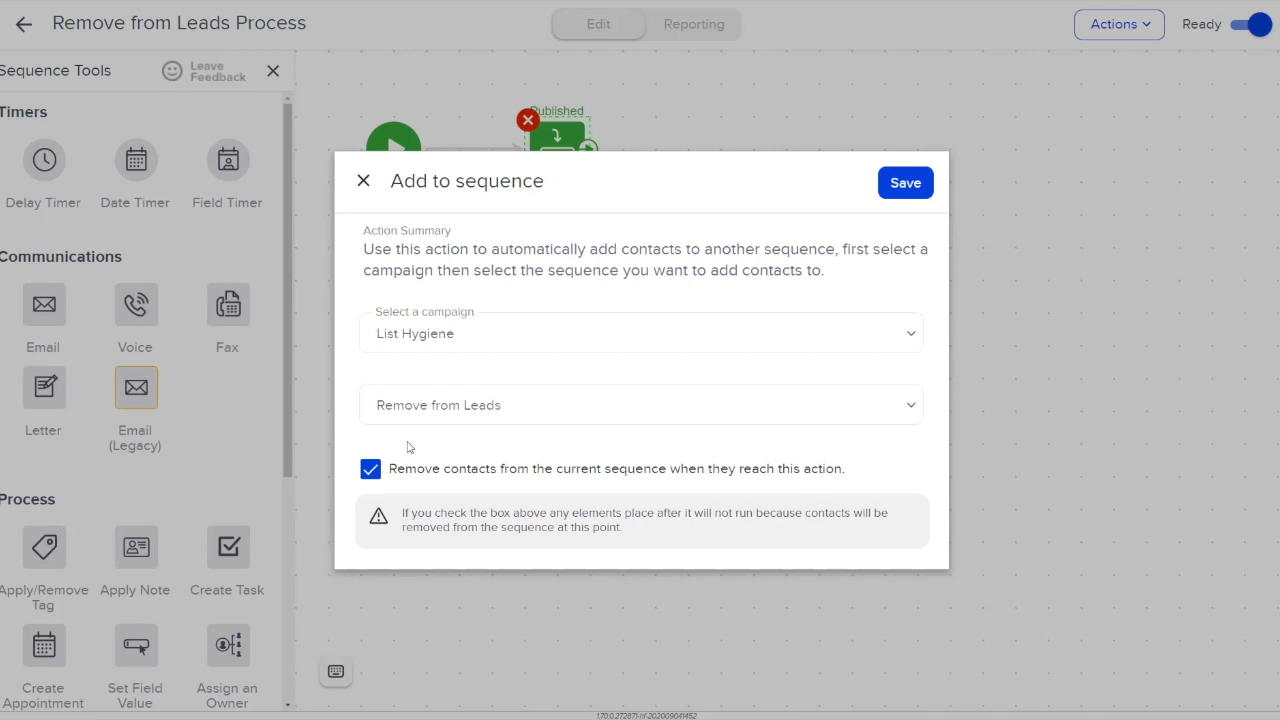 Remove from Leads Process
Edit
Reporting
Actions
Ready
Sequence Tools
Leave
Feedback
Timers
Delay Timer
Date Timer
Field Timer
Communications
Email
Voice
Fax
Letter
Email
(Legacy)
Process
Apply/Remove
Tag
Apply Note
Create Task
Create
Appointment
Set Field
Value
Assign an
Owner
Published
Add to sequence
Save
Action Summary
Use this action to automatically add contacts to another sequence, first select a
campaign then select the sequence you want to add contacts to.
Select a campaign
List Hygiene
Remove from Leads
Remove contacts from the current sequence when they reach this action.
If you check the box above any elements place after it will not run because contacts will be
removed from the sequence at this point.